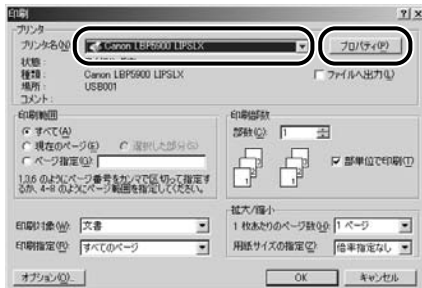 印刷
プリンタ
プリンタ名(N): Canon LBP5900 LIPSLX プロパティ(P)
状態:
種類: Canon LBP5900 LIPSLX ファイルへ出力(L)
場所: USB001
コメント:
印刷範囲
すべて(A)
現在のページ(E) 選択した部分(S)
ページ指定(G):
1,3,6 のようにページ番号をカンマで区切って指定す
るか、4-8 のようにページ範囲を指定してください。
印刷部数
部数(C): 1
部単位で印刷(T)
印刷対象(W): 文書
印刷指定(R): すべてのページ
拡大/縮小
1 枚あたりのページ数(H): 1 ページ
用紙サイズの指定(Z): 倍率指定なし
オプション(O)... OK キャンセル